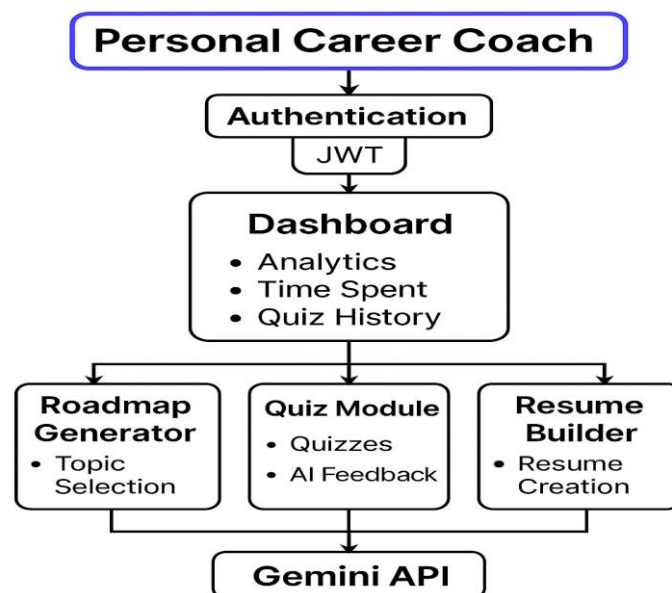 Personal Career Coach
Authentication
JWT
Dashboard
• Analytics
• Time Spent
• Quiz History
Roadmap
Generator
• Topic
Selection
Quiz Module
• Quizzes
• AI Feedback
Resume
Builder
• Resume
Creation
Gemini API